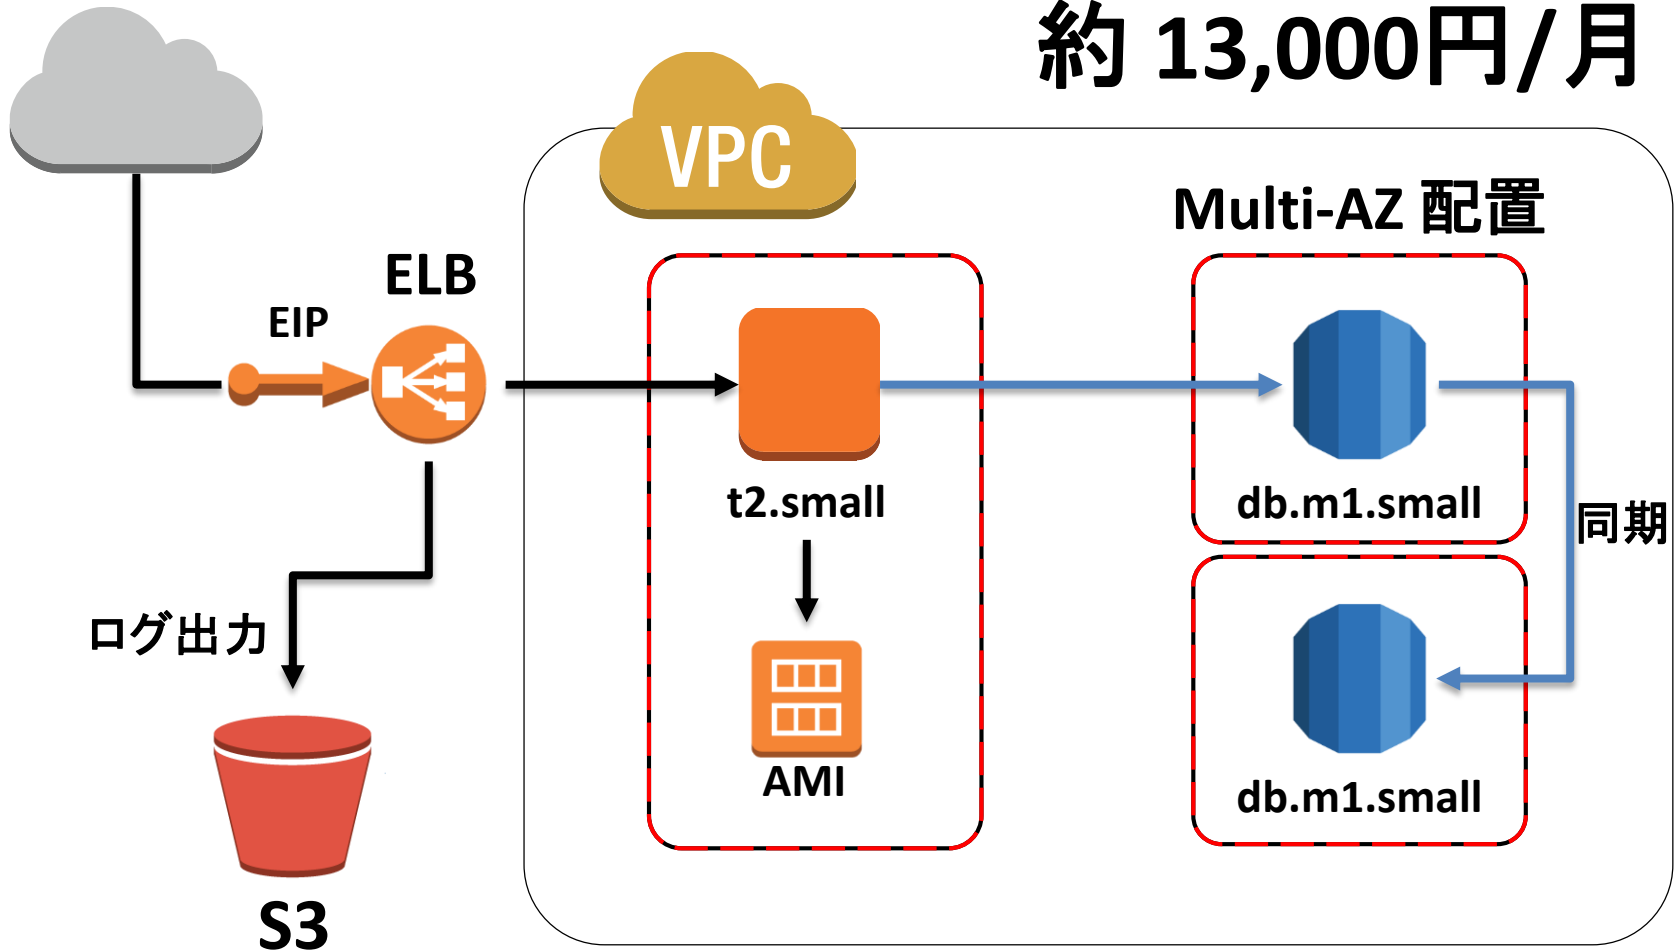 約 13,000円/月
VPC
Multi-AZ 配置
ELB
EIP
t2.small
db.m1.small
同期
ログ出力
AMI
db.m1.small
S3